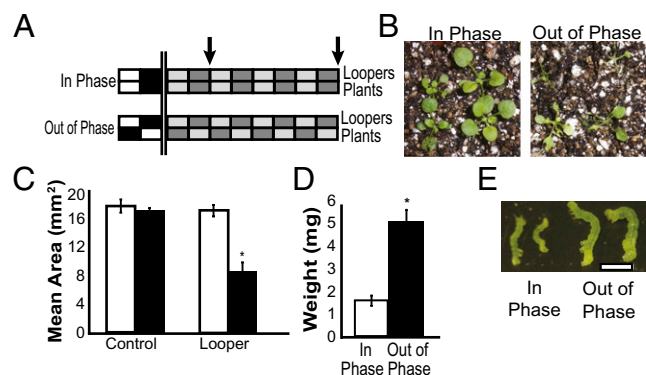 A
In Phase
Loopers
Plants
Out of Phase
Loopers
Plants
B
In Phase
Out of Phase
C
Mean Area (mm²)
20
16
12
8
4
0
Control
Looper
*
D
Weight (mg)
6
5
4
3
2
1
0
*
In
Phase
Out of
Phase
E
In
Phase
Out of
Phase